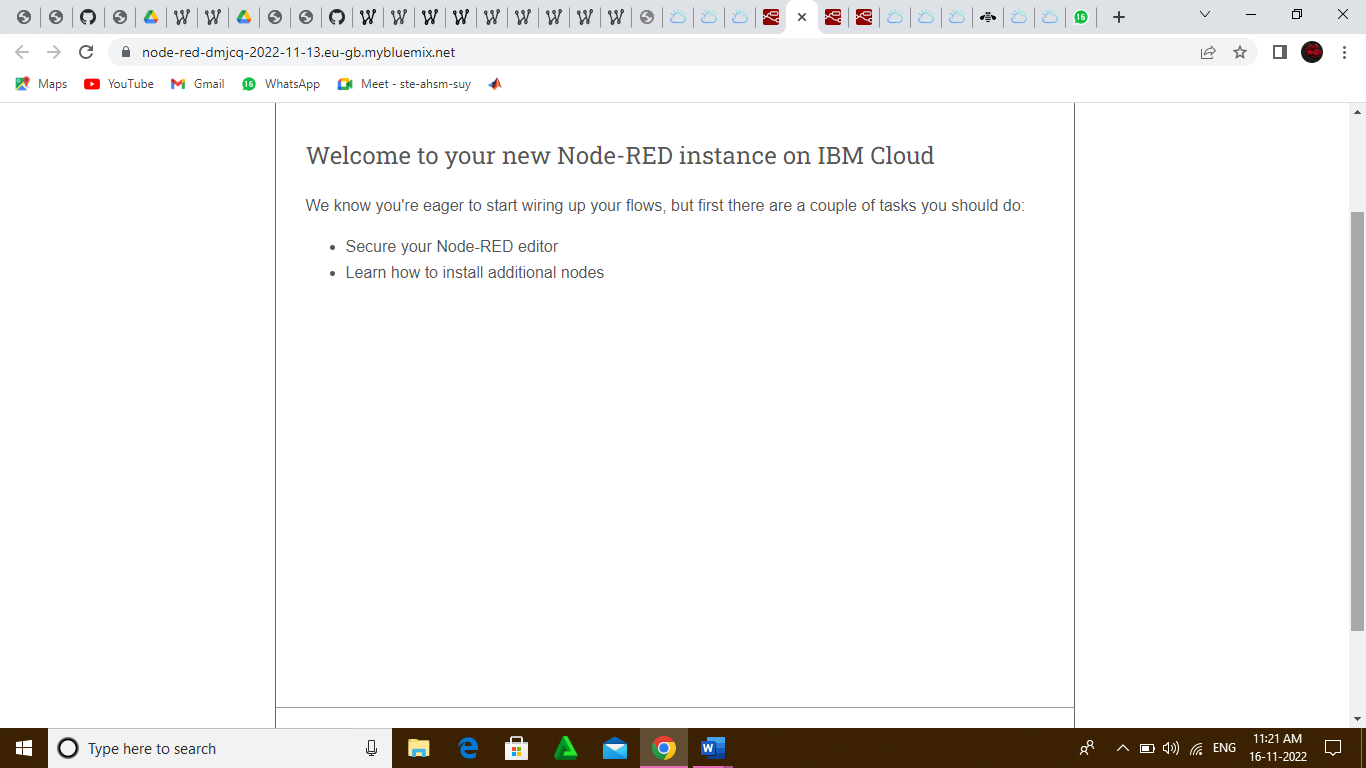 node-red-dmjcq-2022-11-13.eu-gb.mybluemix.net
Maps YouTube Gmail 16 WhatsApp Meet - ste-ahsm-suy
Welcome to your new Node-RED instance on IBM Cloud
We know you're eager to start wiring up your flows, but first there are a couple of tasks you should do:
• Secure your Node-RED editor
• Learn how to install additional nodes
Type here to search
ENG
11:21 AM
16-11-2022